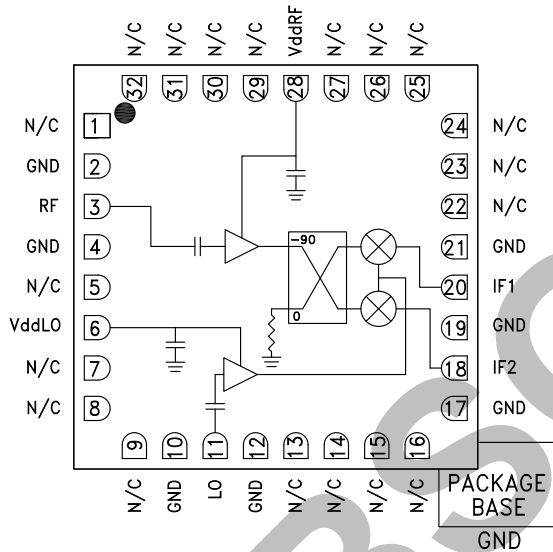 N/C
N/C
N/C
N/C
VddRF
N/C
N/C
N/C
32
31
30
29
28
27
26
25
N/C 1
24 N/C
GND 2
23 N/C
RF 3
22 N/C
GND 4
21 GND
-90
N/C 5
20 IF1
VddLO 6
0
19 GND
N/C 7
18 IF2
N/C 8
17 GND
9
10
11
12
13
14
15
16
N/C
GND
LO
GND
N/C
N/C
N/C
N/C
PACKAGE
BASE
GND